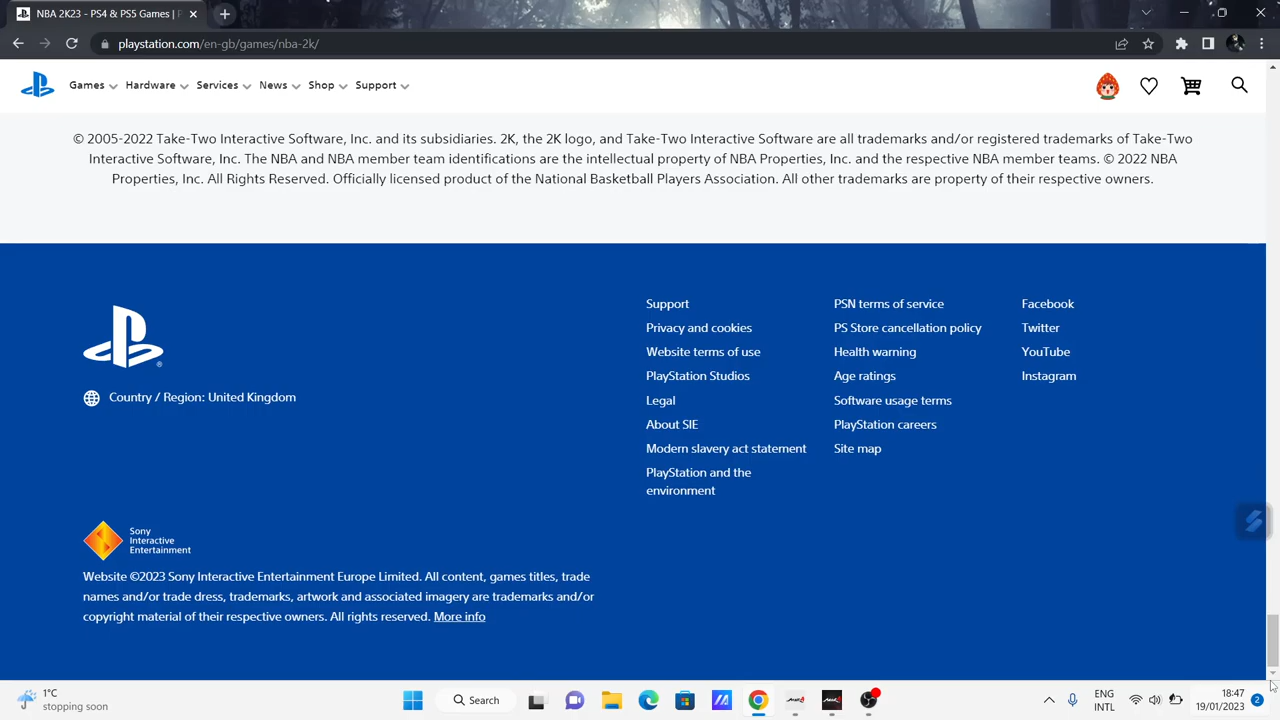 NBA 2K23 - PS4 & PS5 Games |
playstation.com/en-gb/games/nba-2k/
Games Hardware Services News Shop Support
© 2005-2022 Take-Two Interactive Software, Inc. and its subsidiaries. 2K, the 2K logo, and Take-Two Interactive Software are all trademarks and/or registered trademarks of Take-Two
Interactive Software, Inc. The NBA and NBA member team identifications are the intellectual property of NBA Properties, Inc. and the respective NBA member teams. © 2022 NBA
Properties, Inc. All Rights Reserved. Officially licensed product of the National Basketball Players Association. All other trademarks are property of their respective owners.
Country / Region: United Kingdom
Support
Privacy and cookies
Website terms of use
PlayStation Studios
Legal
About SIE
Modern slavery act statement
PlayStation and the
environment
PSN terms of service
PS Store cancellation policy
Health warning
Age ratings
Software usage terms
PlayStation careers
Site map
Facebook
Twitter
YouTube
Instagram
Sony
Interactive
Entertainment
Website ©2023 Sony Interactive Entertainment Europe Limited. All content, games titles, trade
names and/or trade dress, trademarks, artwork and associated imagery are trademarks and/or
copyright material of their respective owners. All rights reserved. More info
1°C
stopping soon
Search
ENG
INTL
18:47
19/01/2023
2